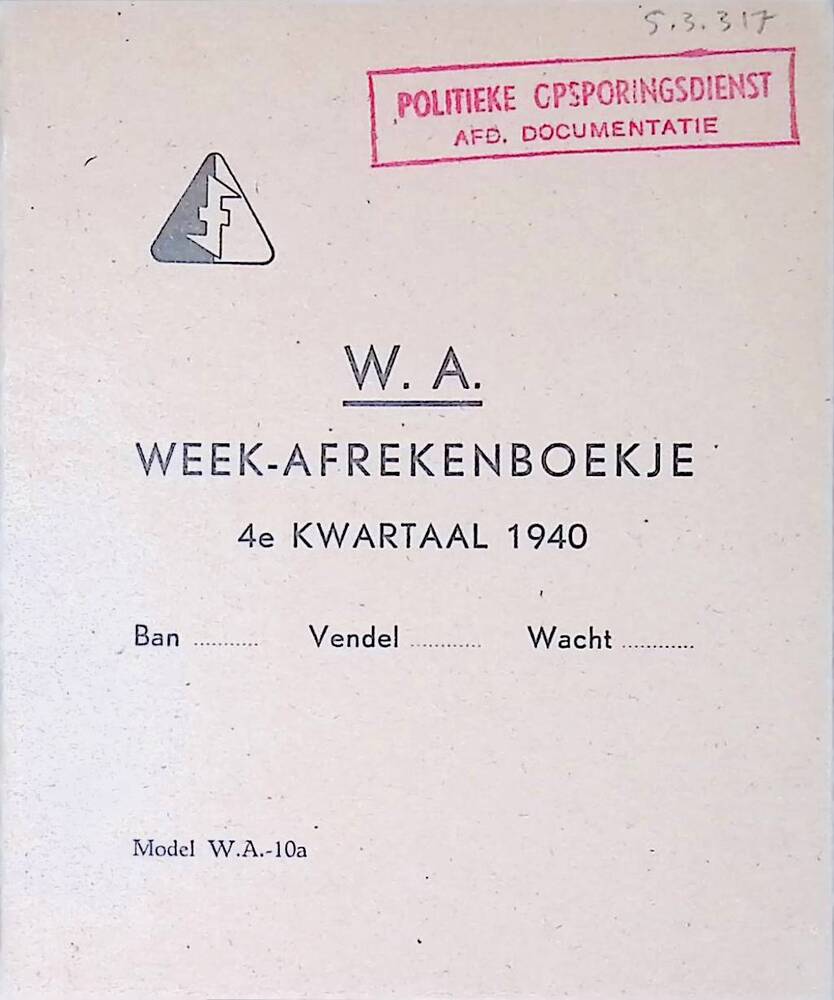 5.3.317
POLITIEKE OPSPORINGSDIENST
AFD. DOCUMENTATIE
W. A.
WEEK-AFREKENBOEKJE
4e KWARTAAL 1940
Ban ........... Vendel ............ Wacht ............
Model W.A.-10a